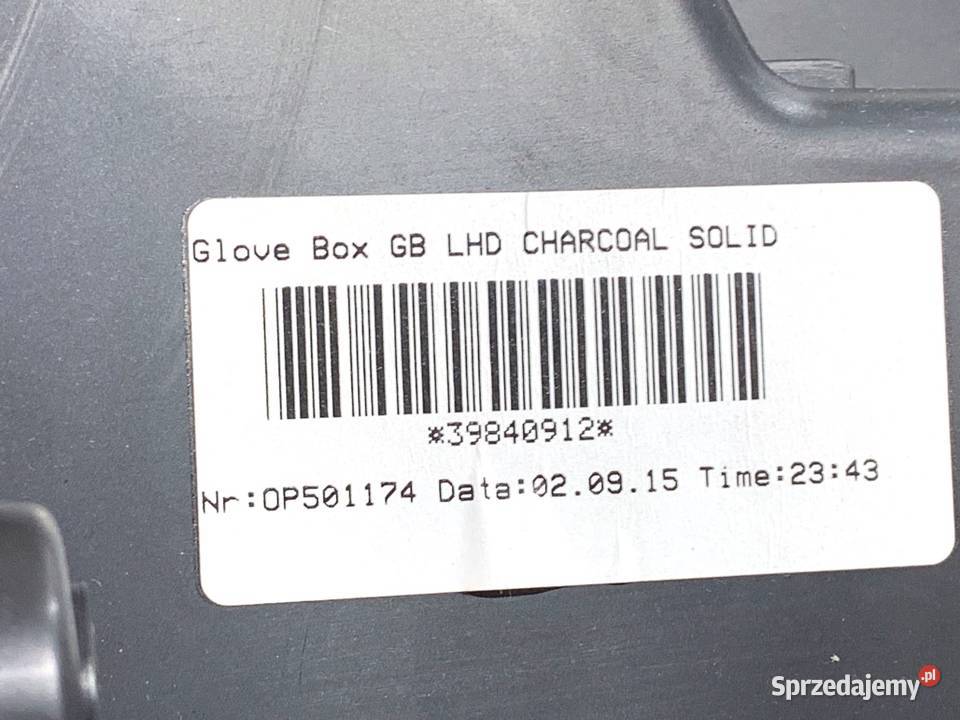 Glove Box GB LHD CHARCOAL SOLID
*39840912*
Nr:OP501174 Data:02.09.15 Time:23:43
Sprzedajemy.pl